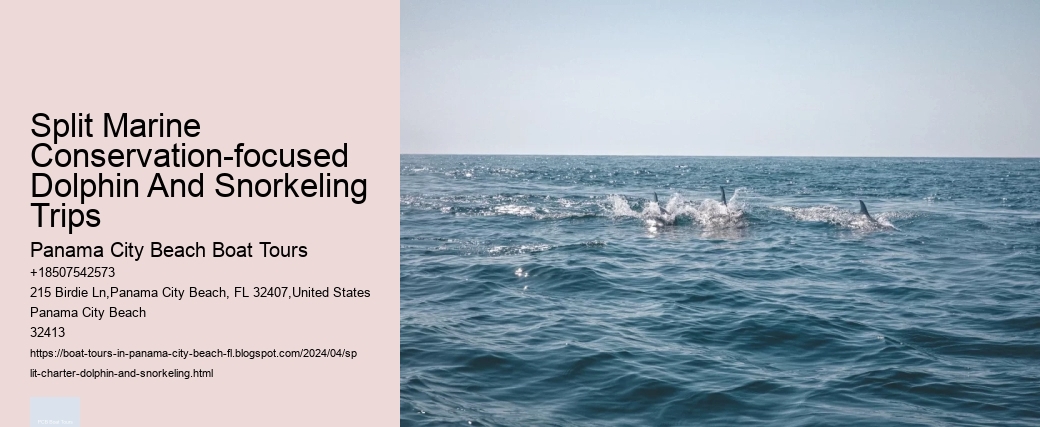 Split Marine
Conservation-focused
Dolphin And Snorkeling
Trips
Panama City Beach Boat Tours
+18507542573
215 Birdie Ln,Panama City Beach, FL 32407,United States
Panama City Beach
32413
https://boat-tours-in-panama-city-beach-fl.blogspot.com/2024/04/sp
lit-charter-dolphin-and-snorkeling.html